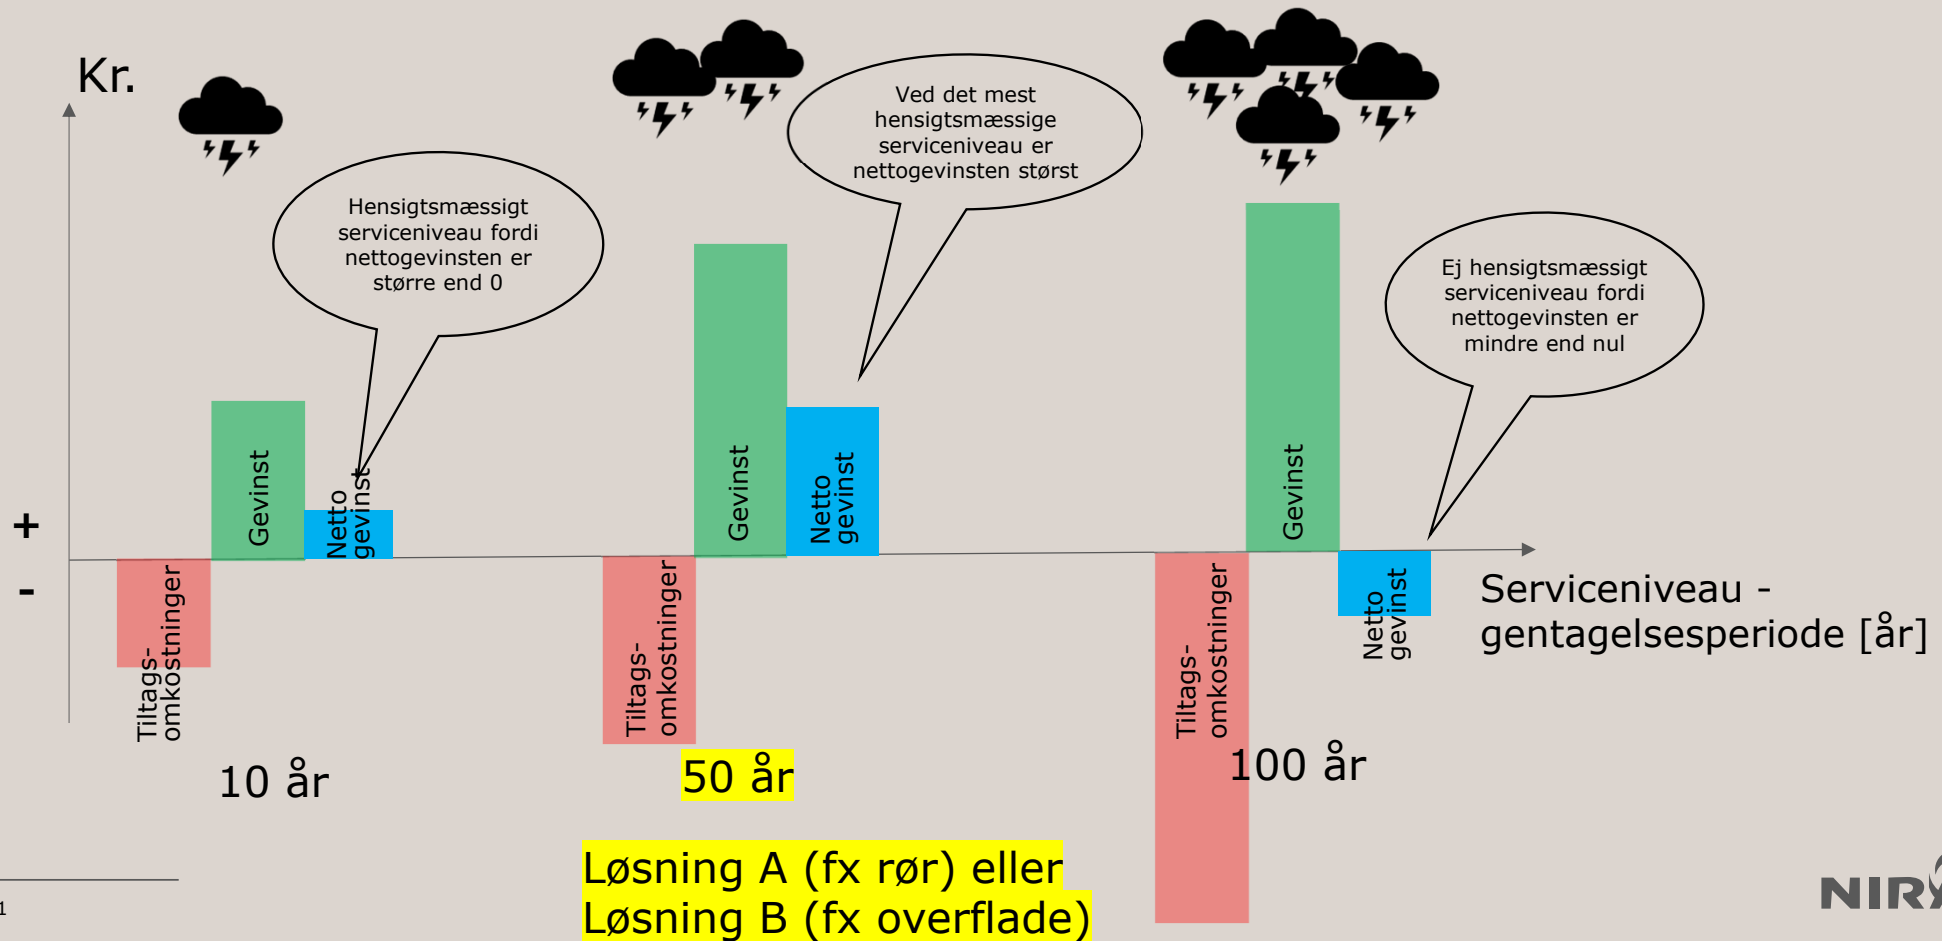 Kr.
Hensigtsmæssigt
serviceniveau fordi
nettogevinsten er
større end 0
Ved det mest
hensigtsmæssige
serviceniveau er
nettogevinsten størst
Ej hensigtsmæssigt
serviceniveau fordi
nettogevinsten er
mindre end nul
+
-
Tiltags-
omkostninger
Gevinst
Netto
gevinst
Tiltags-
omkostninger
Gevinst
Netto
gevinst
Tiltags-
omkostninger
Gevinst
Netto
gevinst
Serviceniveau -
gentagelsesperiode [år]
10 år
50 år
100 år
Løsning A (fx rør) eller
Løsning B (fx overflade)
1